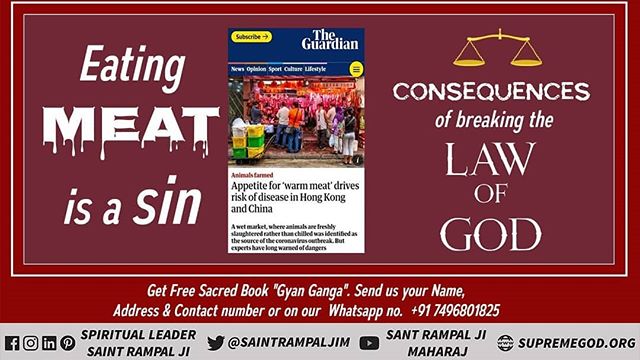 Eating
MEAT
is a sin
Subscribe →
The
Guardian
News Opinion Sport Culture Lifestyle
Animals farmed
Appetite for 'warm meat' drives
risk of disease in Hong Kong
and China
A wet market, where animals are freshly
slaughtered rather than chilled was identified as
the source of the coronavirus outbreak. But
experts have long warned of dangers
CONSEQUENCES
of breaking the
LAW
OF
GOD
Get Free Sacred Book "Gyan Ganga". Send us your Name,
Address & Contact number or on our Whatsapp no. +91 7496801825
SPIRITUAL LEADER
SAINT RAMPAL JI
@SAINTRAMPALJIM
SANT RAMPAL JI
MAHARAJ
SUPREMEGOD.ORG